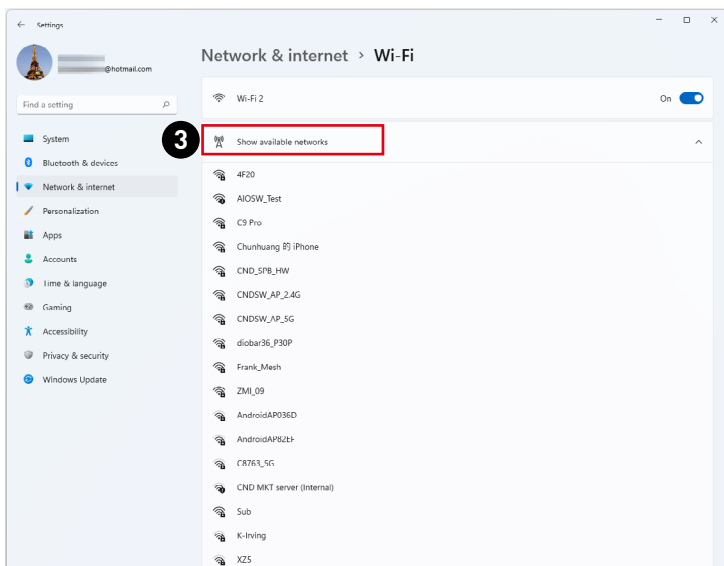 Settings
@hotmail.com
Find a setting
System
Bluetooth & devices
Network & internet
Personalization
Apps
Accounts
Time & language
Gaming
Accessibility
Privacy & security
Windows Update
Network & internet › Wi-Fi
Wi-Fi 2
On
3
Show available networks
4F20
AIOSW_Test
C9 Pro
Chunhuang 的 iPhone
CND_SPB_HW
CNDSW_AP_2.4G
CNDSW_AP_5G
diobar36_P30P
Frank_Mesh
ZMI_09
AndroidAP036D
AndroidAP82EF
C8763_5G
CND MKT server (Internal)
Sub
K-Irving
XZ5